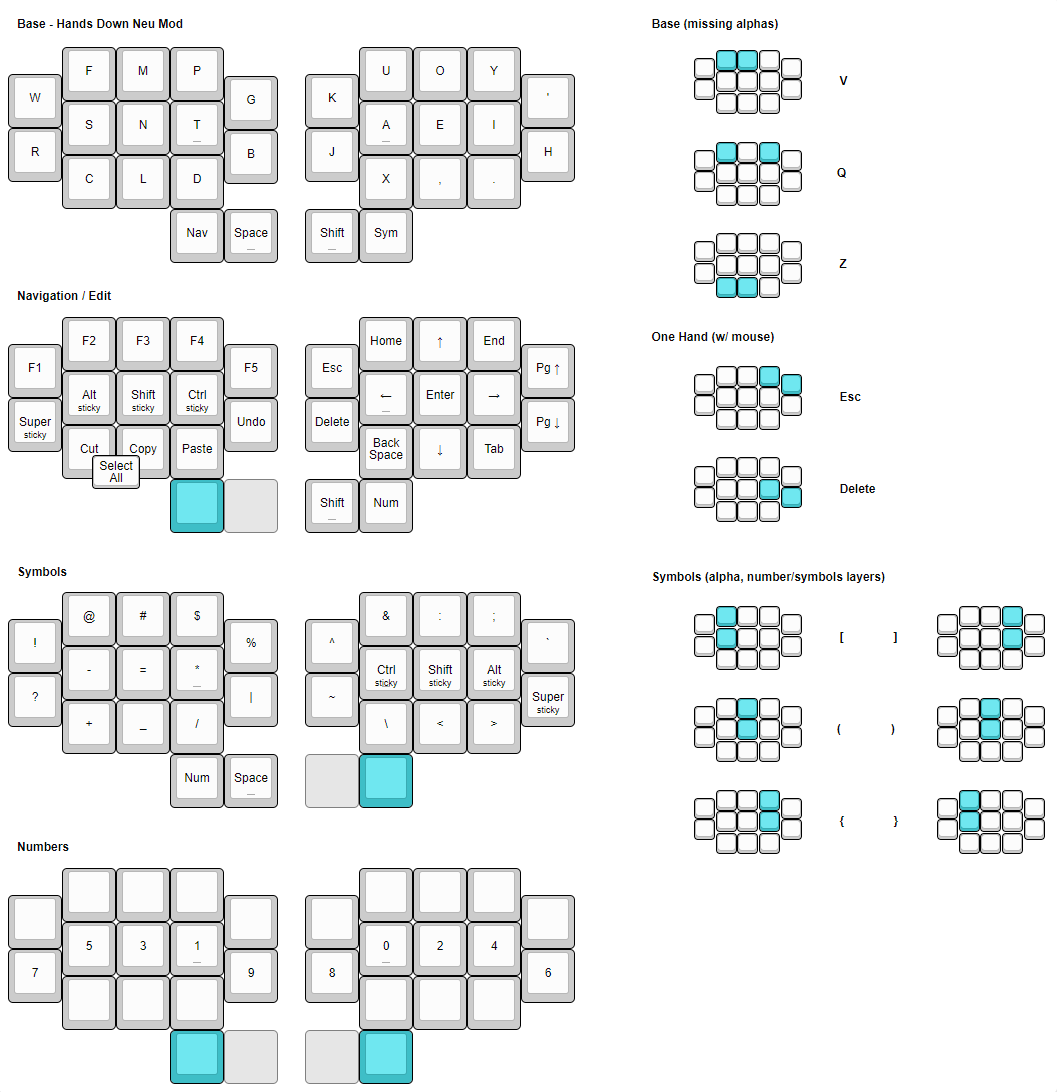 Base - Hands Down Neu Mod
F M P U O Y
W G K '
S N T A E I
_ _
R B J H
C L D X , .
Nav Space Shift Sym
_ _
Navigation / Edit
F2 F3 F4 Home ↑ End
F1 F5 Esc Pg ↑
Alt Shift Ctrl ← Enter →
sticky sticky sticky _
Super Undo Delete Pg ↓
sticky
Cut Copy Paste Back Space ↓ Tab
Select
All
Shift Num
_
Symbols
@ # $ & : ;
! % ^ `
- = * Ctrl Shift Alt
_ sticky sticky sticky
? | ~ Super
sticky
+ _ / \ < >
Num Space
_
Numbers
5 3 1 0 2 4
_ _
7 9 8 6
Base (missing alphas)
V
Q
Z
One Hand (w/ mouse)
Esc
Delete
Symbols (alpha, number/symbols layers)
[ ]
( )
{ }